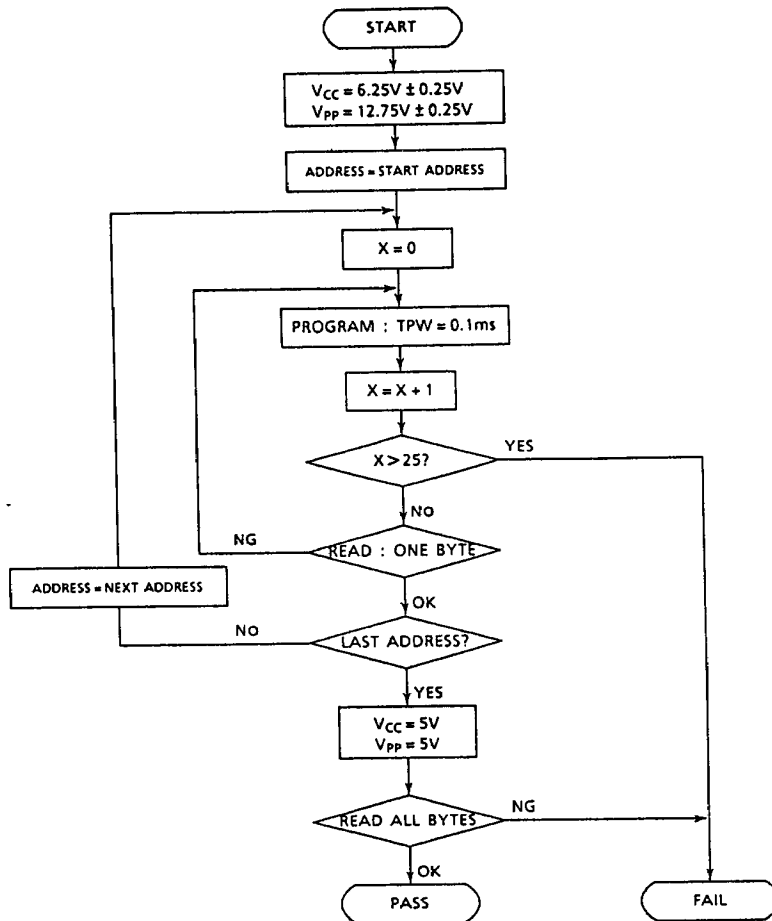 START
VCC = 6.25V ± 0.25V
VPP = 12.75V ± 0.25V
ADDRESS = START ADDRESS
X = 0
PROGRAM : TPW = 0.1ms
X = X + 1
X > 25?
YES
NO
NG
READ : ONE BYTE
ADDRESS = NEXT ADDRESS
OK
NO
LAST ADDRESS?
YES
VCC = 5V
VPP = 5V
READ ALL BYTES
NG
OK
PASS
FAIL